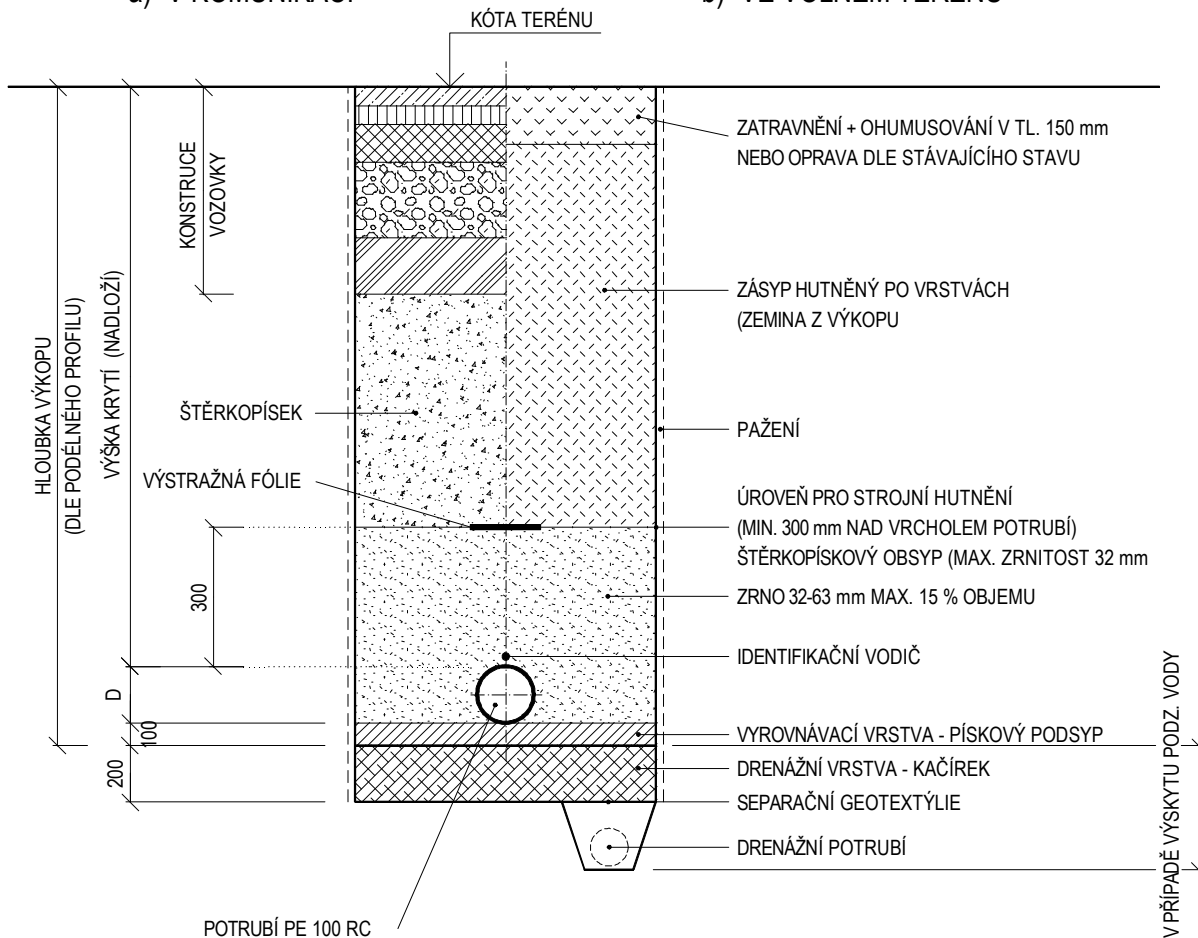 a) V KOMUNIKACI
b) VE VOLNÉM TERÉNU
KÓTA TERÉNU
ZATRAVNĚNÍ + OHUMUSOVÁNÍ V TL. 150 mm
NEBO OPRAVA DLE STÁVAJÍCÍHO STAVU
KONSTRUCE
VOZOVKY
ZÁSYP HUTNĚNÝ PO VRSTVÁCH
(ZEMINA Z VÝKOPU
HLOUBKA VÝKOPU
(DLE PODÉLNÉHO PROFILU)
VÝŠKA KRYTÍ (NADLOŽÍ)
ŠTĚRKOPÍSEK
PAŽENÍ
VÝSTRAŽNÁ FÓLIE
ÚROVEŇ PRO STROJNÍ HUTNĚNÍ
(MIN. 300 mm NAD VRCHOLEM POTRUBÍ)
ŠTĚRKOPÍSKOVÝ OBSYP (MAX. ZRNITOST 32 mm
ZRNO 32-63 mm MAX. 15 % OBJEMU
300
IDENTIFIKAČNÍ VODIČ
D
100
200
VYROVNÁVACÍ VRSTVA - PÍSKOVÝ PODSYP
DRENÁŽNÍ VRSTVA - KAČÍREK
SEPARAČNÍ GEOTEXTÝLIE
DRENÁŽNÍ POTRUBÍ
V PŘÍPADĚ VÝSKYTU PODZ. VODY
POTRUBÍ PE 100 RC